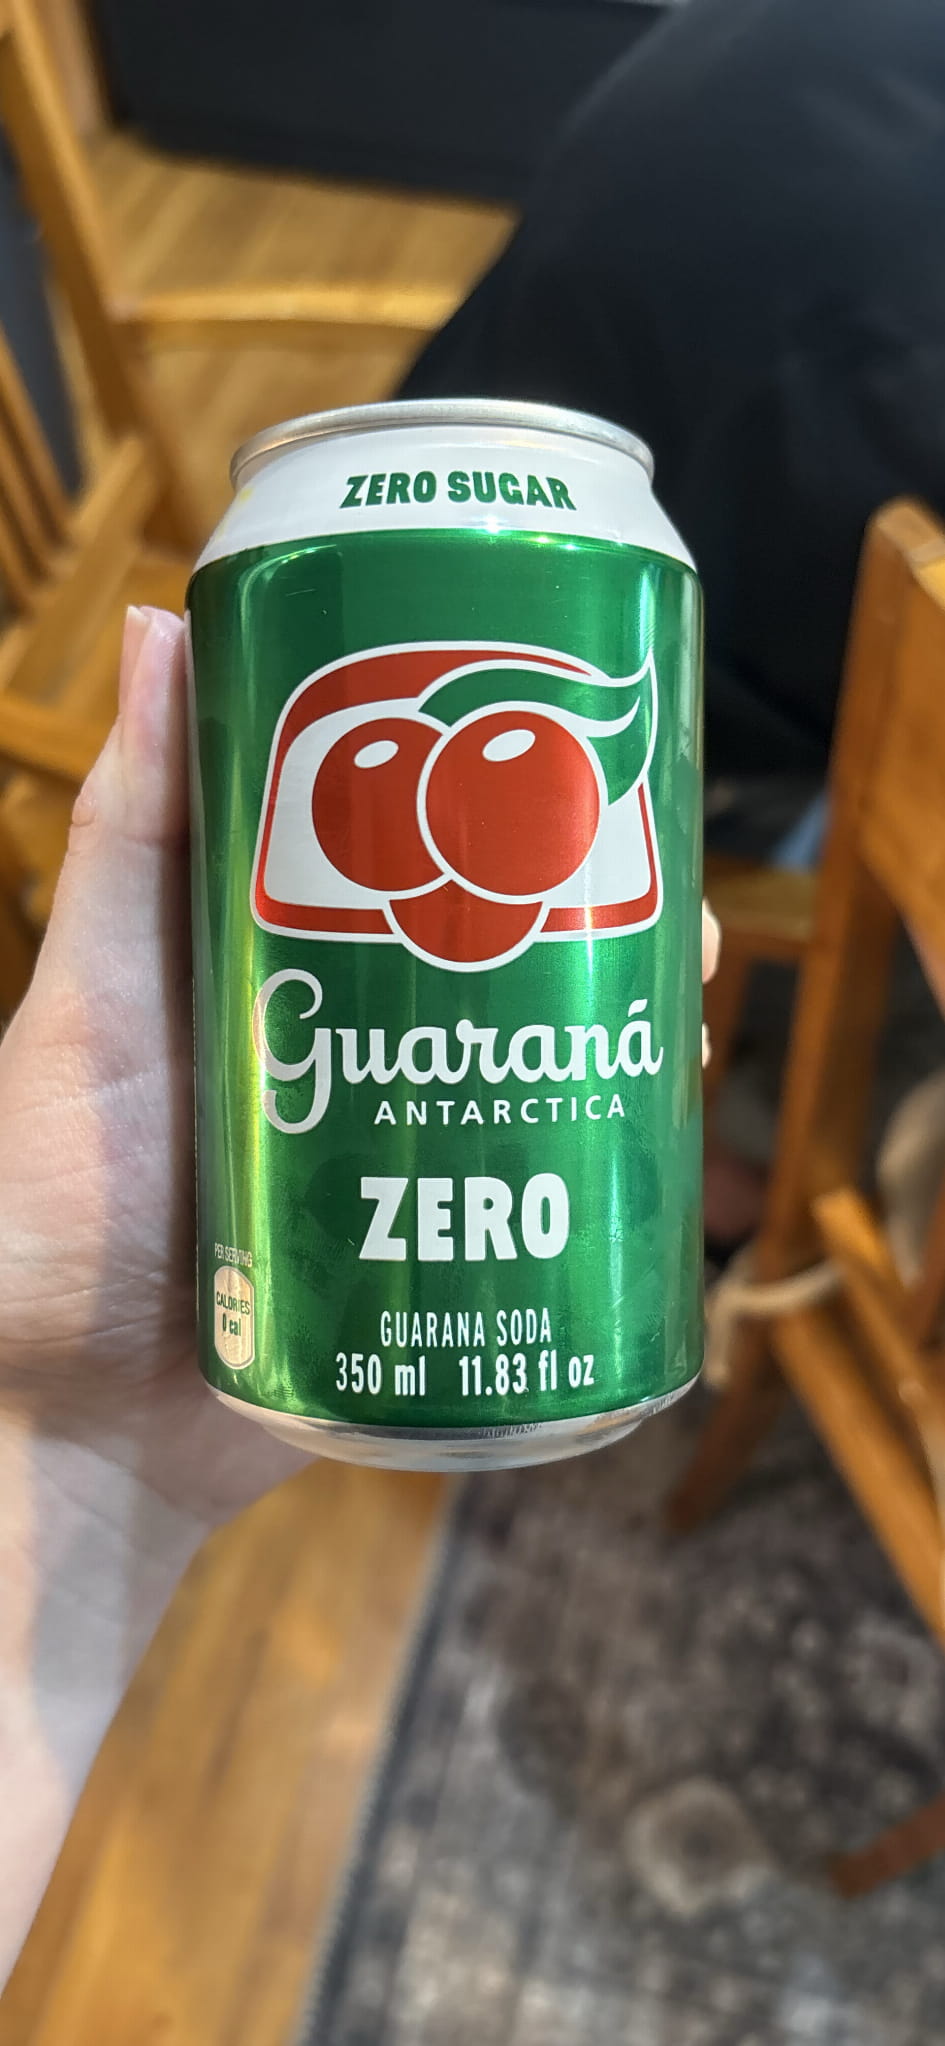 ZERO SUGAR
Guaraná
ANTARCTICA
ZERO
PER SERVING
CALORIES
0 cal
GUARANA SODA
350 ml 11.83 fl oz